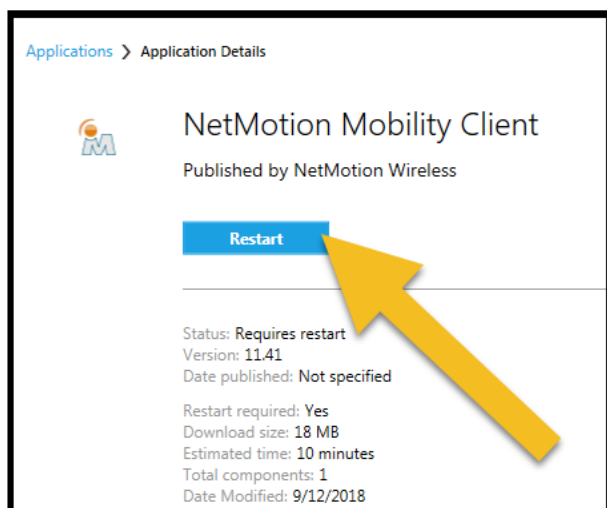 Applications > Application Details
M
NetMotion Mobility Client
Published by NetMotion Wireless
Restart
Status: Requires restart
Version: 11.41
Date published: Not specified
Restart required: Yes
Download size: 18 MB
Estimated time: 10 minutes
Total components: 1
Date Modified: 9/12/2018